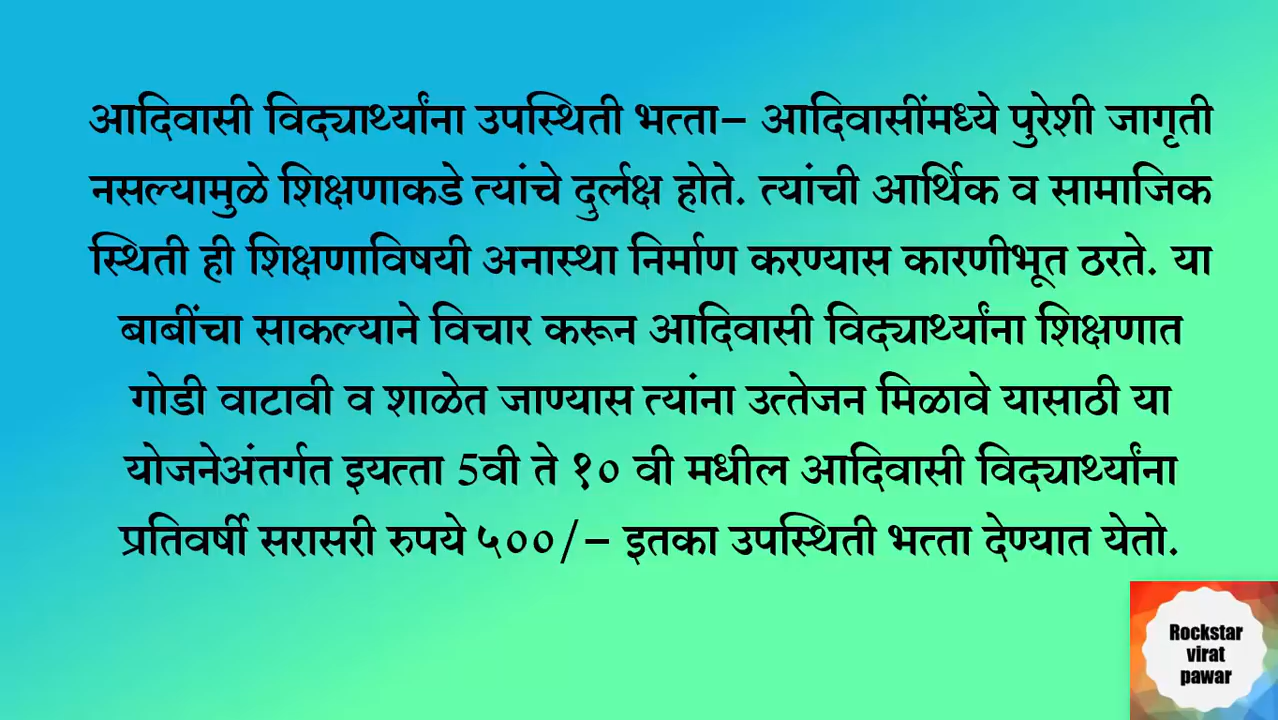 आदिवासी विद्यार्थ्यांना उपस्थिती भत्ता– आदिवासींमध्ये पुरेशी जागृती
नसल्यामुळे शिक्षणाकडे त्यांचे दुर्लक्ष होते. त्यांची आर्थिक व सामाजिक
स्थिती ही शिक्षणाविषयी अनास्था निर्माण करण्यास कारणीभूत ठरते. या
बाबींचा साकल्याने विचार करून आदिवासी विद्यार्थ्यांना शिक्षणात
गोडी वाटावी व शाळेत जाण्यास त्यांना उत्तेजन मिळावे यासाठी या
योजनेअंतर्गत इयत्ता 5वी ते १० वी मधील आदिवासी विद्यार्थ्यांना
प्रतिवर्षी सरासरी रुपये ५००/– इतका उपस्थिती भत्ता देण्यात येतो.
Rockstar
virat
pawar